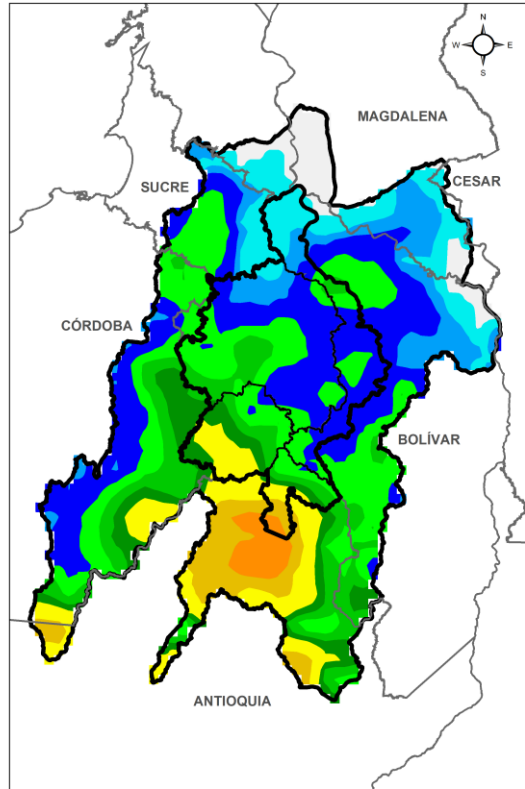 N
W E
S
MAGDALENA
CESAR
SUCRE
CÓRDOBA
BOLÍVAR
ANTIOQUIA